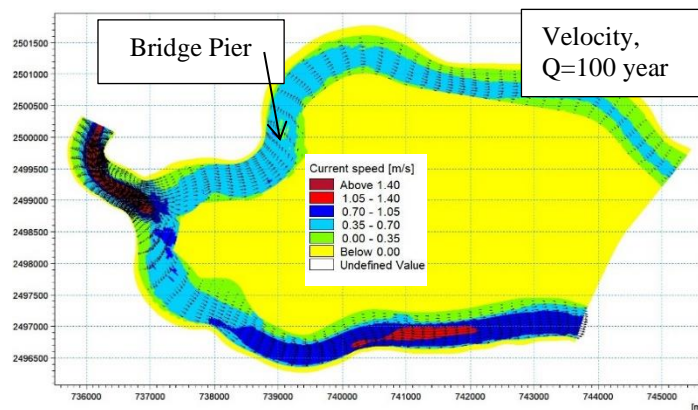 Bridge Pier
Velocity,
Q=100 year
2501500
2501000
2500500
2500000
2499500
2499000
2498500
2498000
2497500
2497000
2496500
Current speed [m/s]
Above 1.40
1.05 - 1.40
0.70 - 1.05
0.35 - 0.70
0.00 - 0.35
Below 0.00
Undefined Value
736000 737000 738000 739000 740000 741000 742000 743000 744000 745000